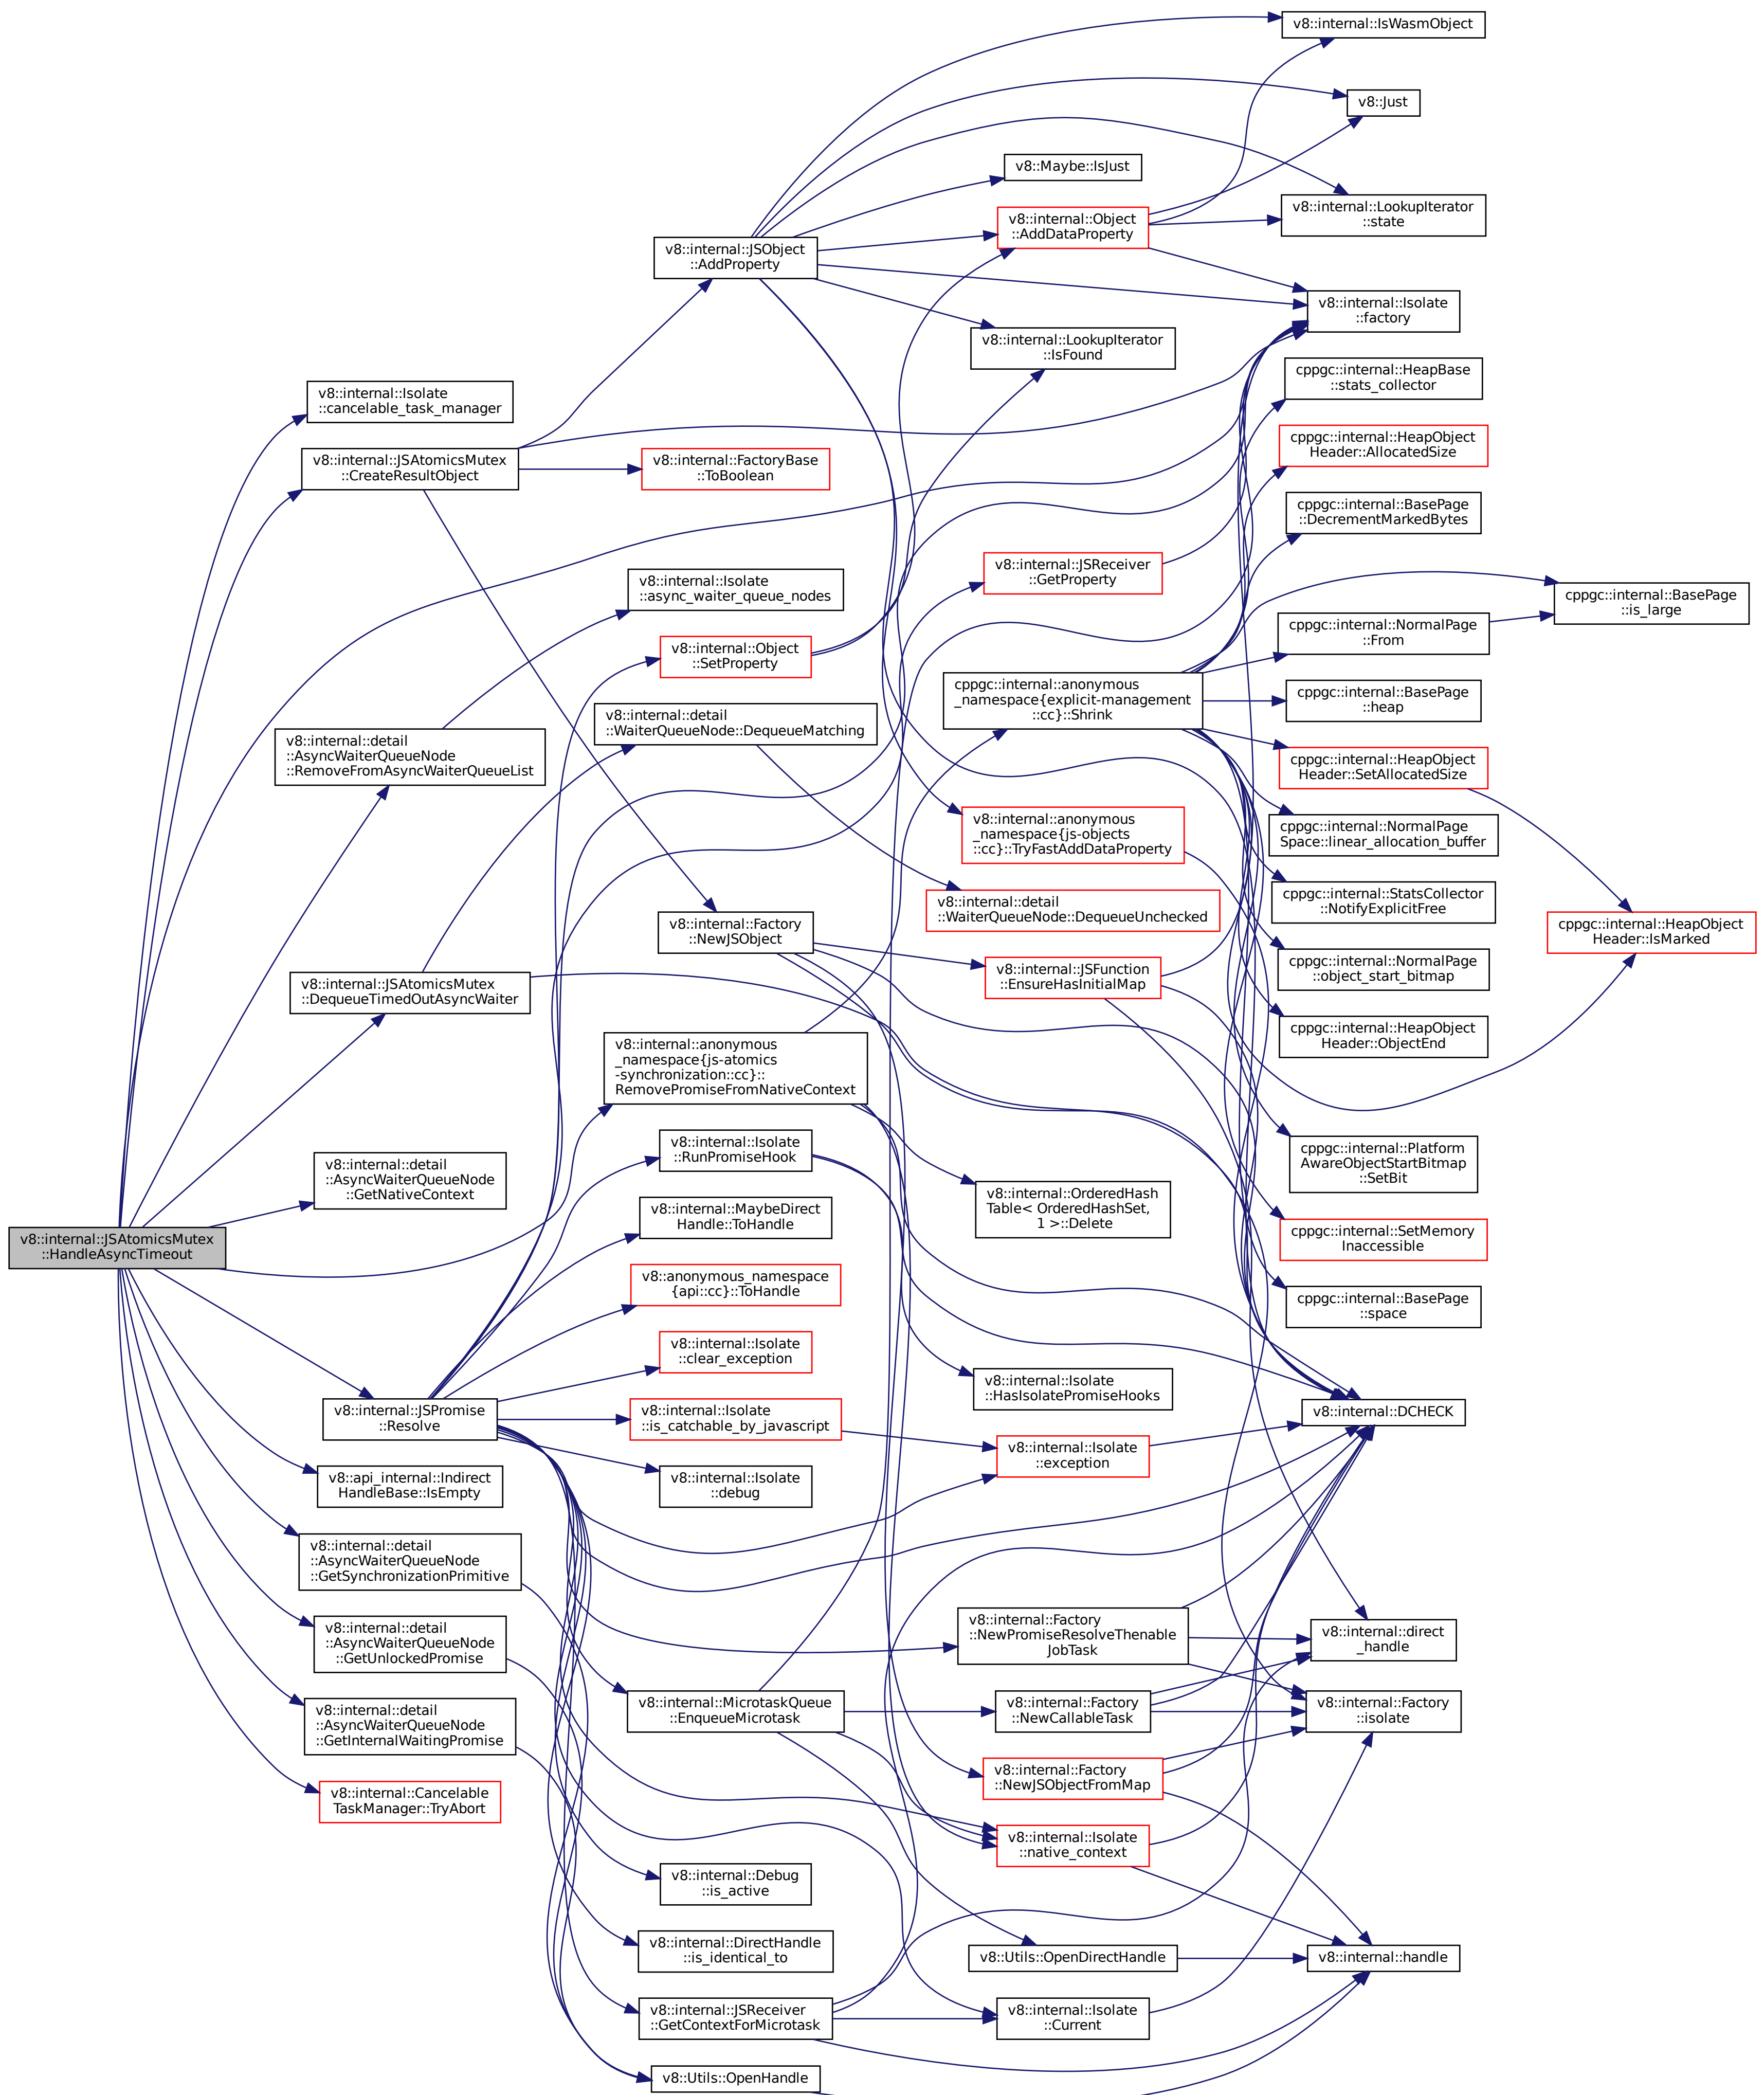 v8::internal::JSAtomicsMutex
::HandleAsyncTimeout
v8::internal::Isolate
::cancelable_task_manager
v8::internal::JSAtomicsMutex
::CreateResultObject
v8::internal::detail
::AsyncWaiterQueueNode
::RemoveFromAsyncWaiterQueueList
v8::internal::JSAtomicsMutex
::DequeueTimedOutAsyncWaiter
v8::internal::detail
::AsyncWaiterQueueNode
::GetNativeContext
v8::internal::JSPromise
::Resolve
v8::api_internal::Indirect
HandleBase::IsEmpty
v8::internal::detail
::AsyncWaiterQueueNode
::GetSynchronizationPrimitive
v8::internal::detail
::AsyncWaiterQueueNode
::GetUnlockedPromise
v8::internal::detail
::AsyncWaiterQueueNode
::GetInternalWaitingPromise
v8::internal::Cancelable
TaskManager::TryAbort
v8::internal::JSObject
::AddProperty
v8::internal::FactoryBase
::ToBoolean
v8::internal::Isolate
::async_waiter_queue_nodes
v8::internal::Object
::SetProperty
v8::internal::detail
::WaiterQueueNode::DequeueMatching
v8::internal::Factory
::NewJSObject
v8::internal::anonymous
_namespace{js-atomics
-synchronization::cc}::
RemovePromiseFromNativeContext
v8::internal::Isolate
::RunPromiseHook
v8::internal::MaybeDirect
Handle::ToHandle
v8::anonymous_namespace
{api::cc}::ToHandle
v8::internal::Isolate
::clear_exception
v8::internal::Isolate
::is_catchable_by_javascript
v8::internal::Isolate
::debug
v8::internal::MicrotaskQueue
::EnqueueMicrotask
v8::internal::Debug
::is_active
v8::internal::DirectHandle
::is_identical_to
v8::internal::JSReceiver
::GetContextForMicrotask
v8::Utils::OpenHandle
v8::Maybe::IsJust
v8::internal::Object
::AddDataProperty
v8::internal::LookupIterator
::IsFound
v8::internal::JSReceiver
::GetProperty
cppgc::internal::anonymous
_namespace{explicit-management
::cc}::Shrink
v8::internal::anonymous
_namespace{js-objects
::cc}::TryFastAddDataProperty
v8::internal::detail
::WaiterQueueNode::DequeueUnchecked
v8::internal::JSFunction
::EnsureHasInitialMap
v8::internal::OrderedHash
Table< OrderedHashSet,
1 >::Delete
v8::internal::Isolate
::HasIsolatePromiseHooks
v8::internal::Isolate
::exception
v8::internal::Factory
::NewPromiseResolveThenable
JobTask
v8::internal::Factory
::NewCallableTask
v8::internal::Factory
::NewJSObjectFromMap
v8::internal::Isolate
::native_context
v8::Utils::OpenDirectHandle
v8::internal::Isolate
::Current
v8::internal::IsWasmObject
v8::Just
v8::internal::LookupIterator
::state
v8::internal::Isolate
::factory
cppgc::internal::HeapBase
::stats_collector
cppgc::internal::HeapObject
Header::AllocatedSize
cppgc::internal::BasePage
::DecrementMarkedBytes
cppgc::internal::NormalPage
::From
cppgc::internal::BasePage
::heap
cppgc::internal::HeapObject
Header::SetAllocatedSize
cppgc::internal::NormalPage
Space::linear_allocation_buffer
cppgc::internal::StatsCollector
::NotifyExplicitFree
cppgc::internal::NormalPage
::object_start_bitmap
cppgc::internal::HeapObject
Header::ObjectEnd
cppgc::internal::Platform
AwareObjectStartBitmap
::SetBit
cppgc::internal::SetMemory
Inaccessible
cppgc::internal::BasePage
::space
v8::internal::DCHECK
v8::internal::direct
_handle
v8::internal::Factory
::isolate
v8::internal::handle
cppgc::internal::BasePage
::is_large
cppgc::internal::HeapObject
Header::IsMarked